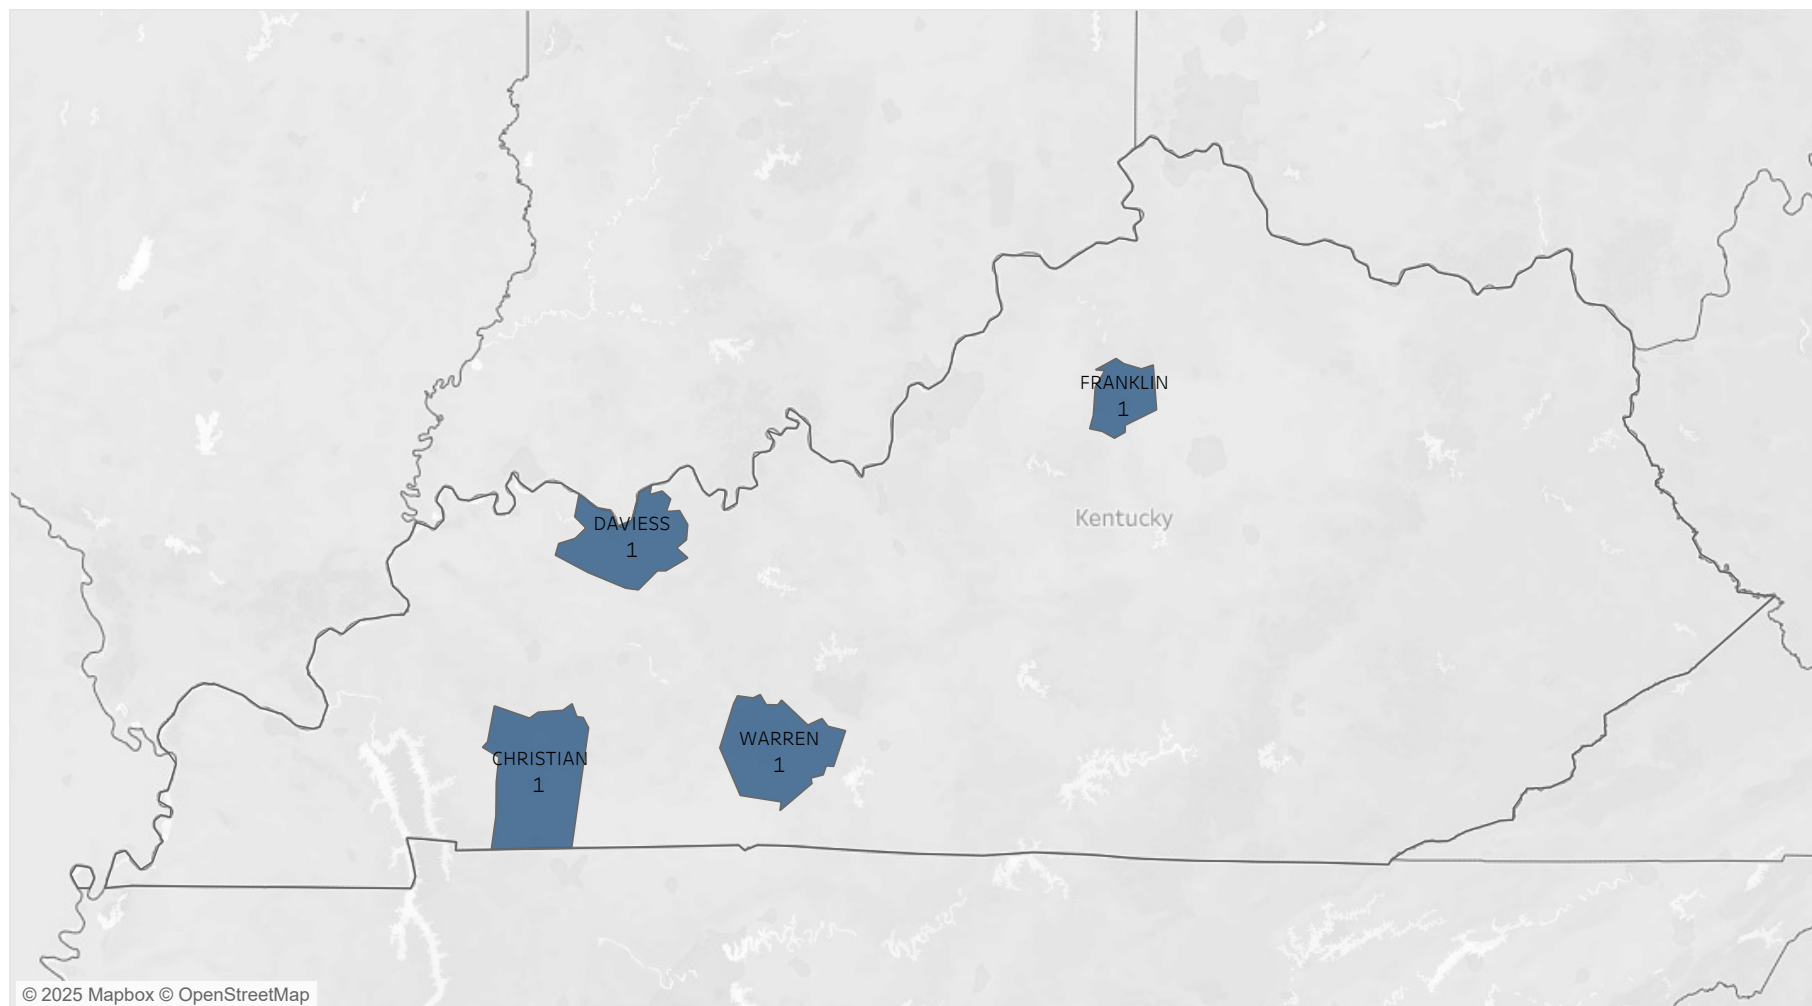 FRANKLIN
1
Kentucky
DAVIESS
1
WARREN
1
CHRISTIAN
1
© 2025 Mapbox © OpenStreetMap